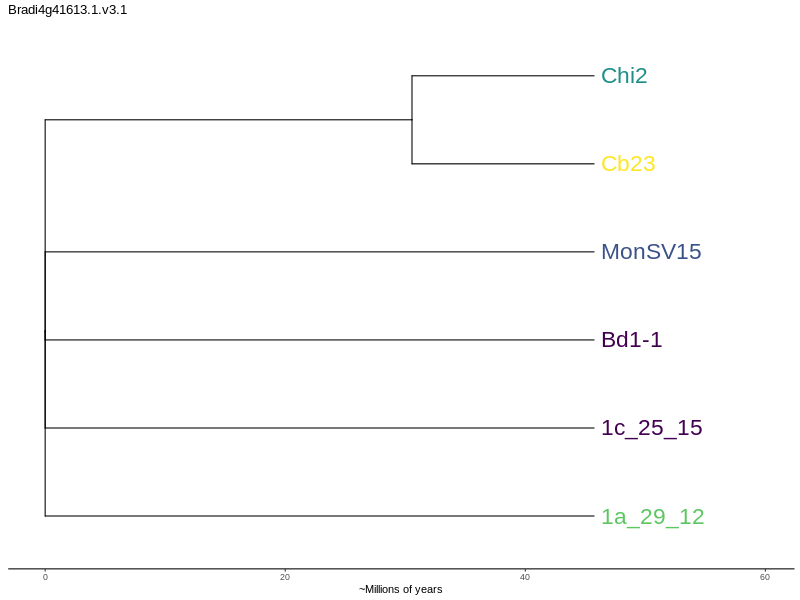 Bradi4g41613.1.v3.1
Chi2
Cb23
MonSV15
Bd1-1
1c_25_15
1a_29_12
0 20 40 60
~Millions of years